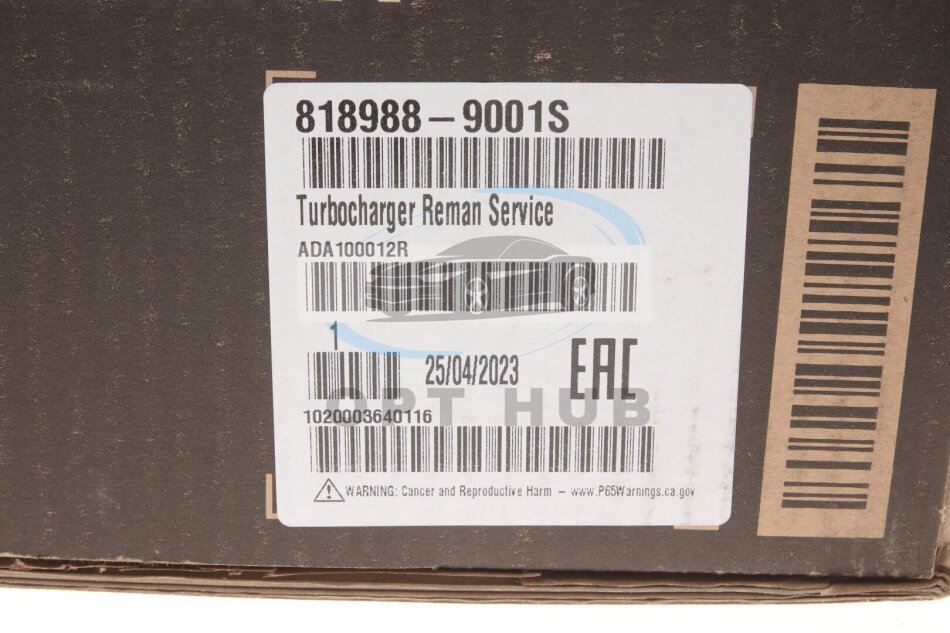 818988-9001S
Turbocharger Reman Service
ADA100012R
1
25/04/2023
EAC
OPT HUB
1020003640116
WARNING: Cancer and Reproductive Harm - www.P65Warnings.ca.gov